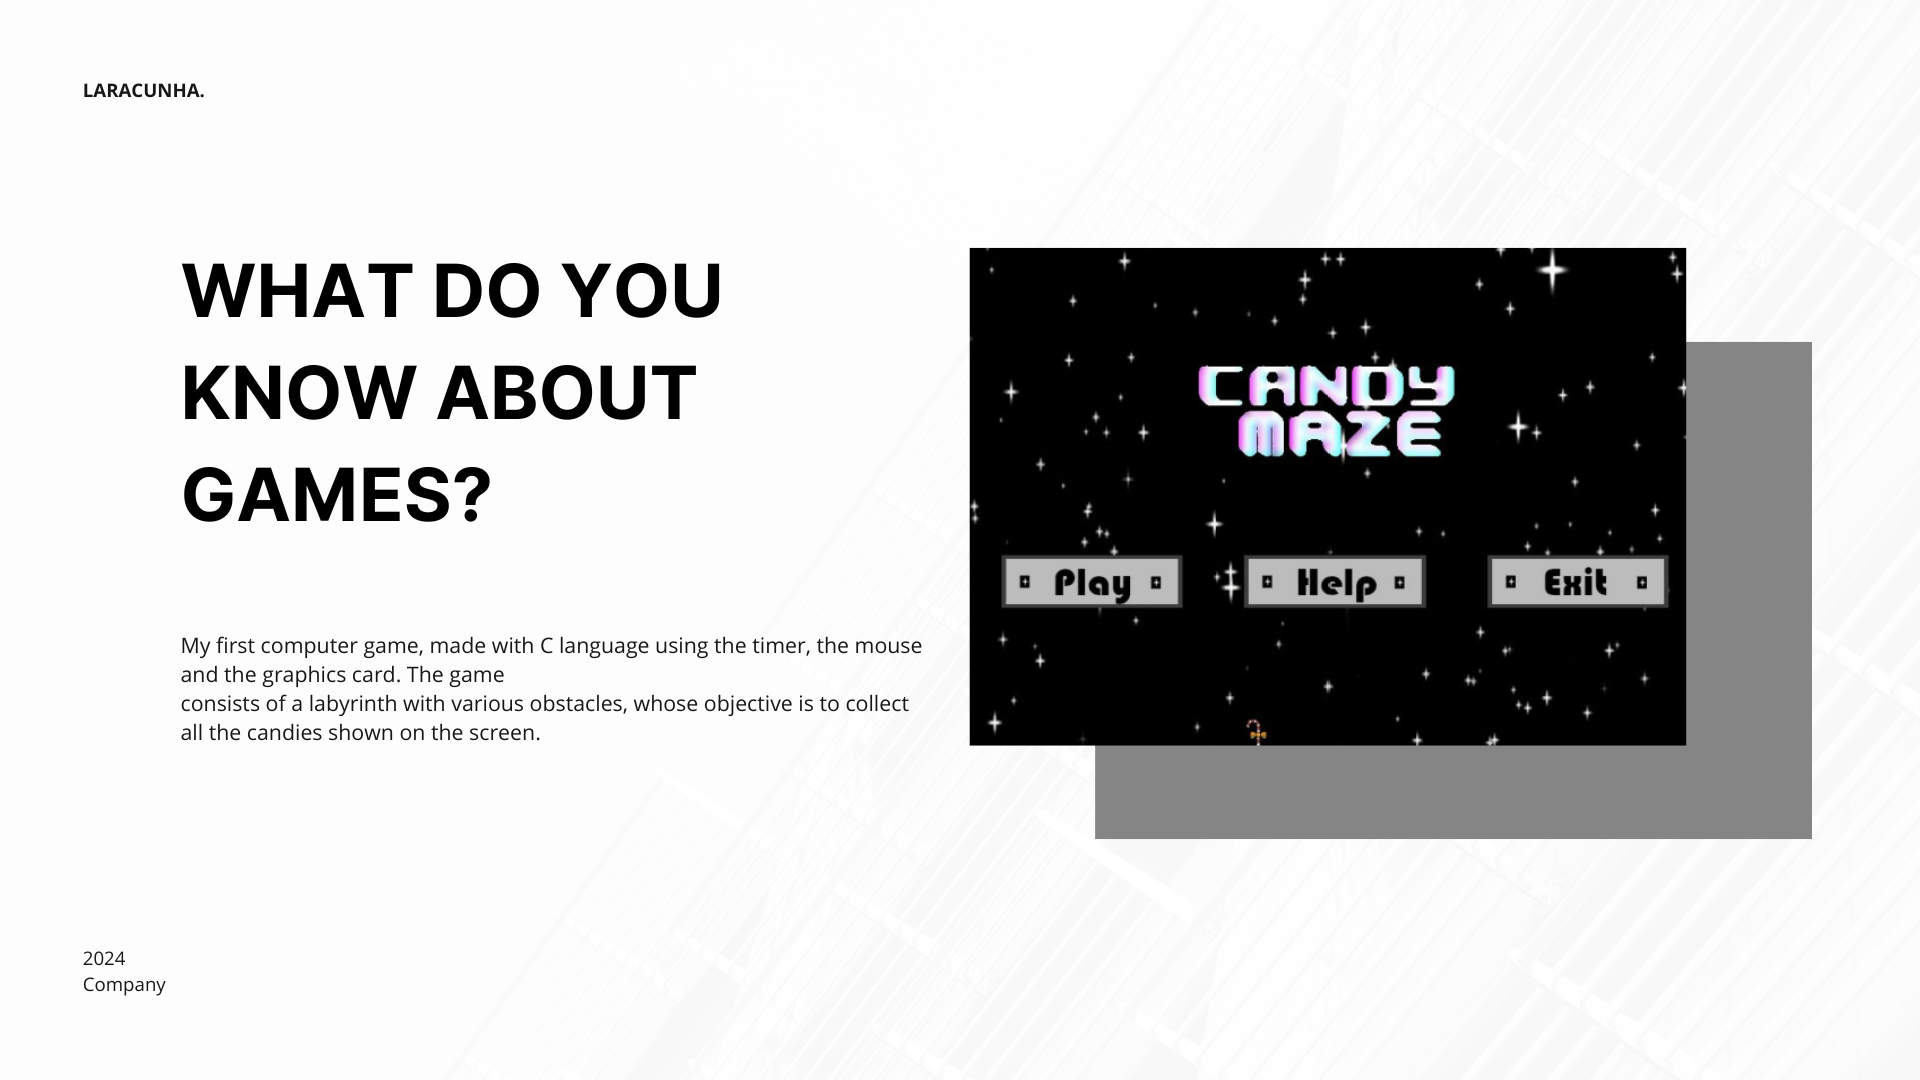 LARACUNHA.
WHAT DO YOU
KNOW ABOUT
GAMES?
My first computer game, made with C language using the timer, the mouse
and the graphics card. The game
consists of a labyrinth with various obstacles, whose objective is to collect
all the candies shown on the screen.
CANDY
MAZE
Play
Help
Exit
2024
Company